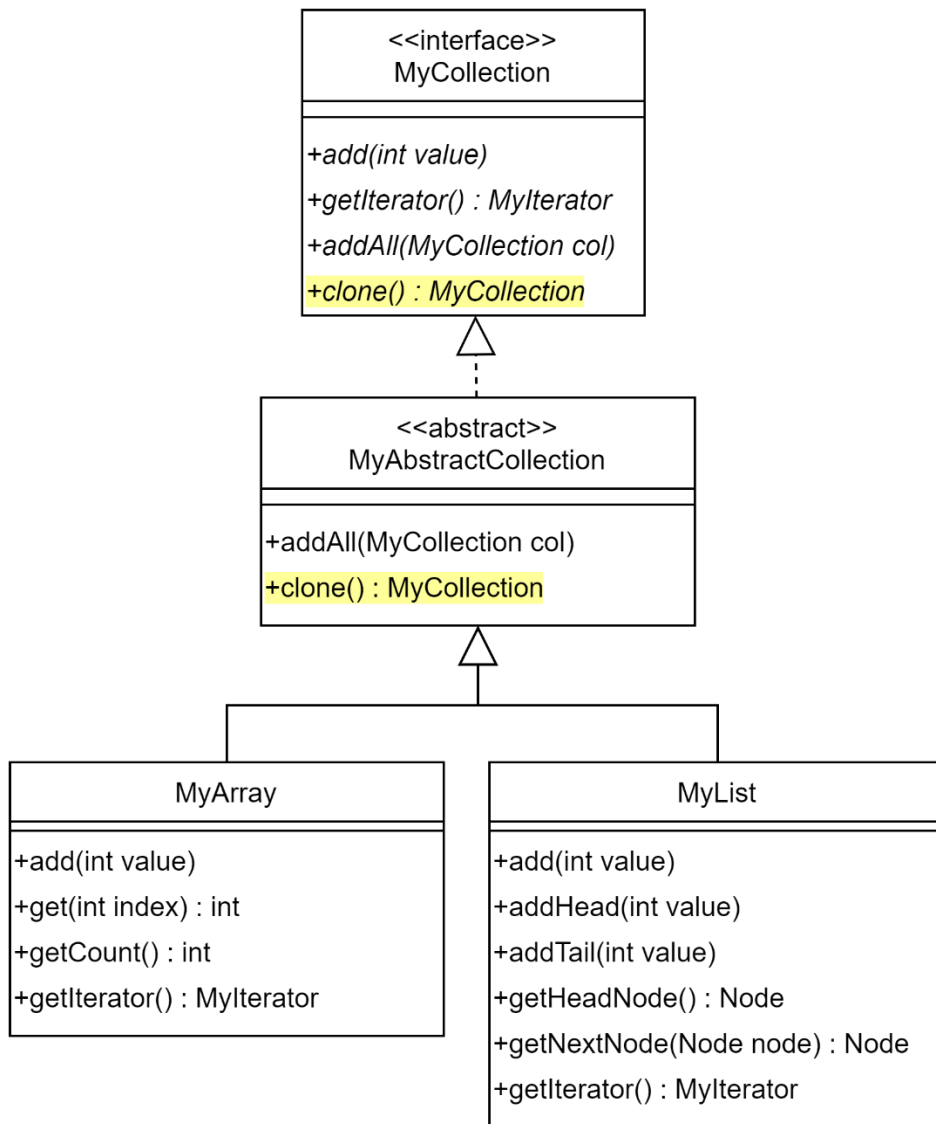 <<interface>>
MyCollection
+add(int value)
+getIterator() : MyIterator
+addAll(MyCollection col)
+clone() : MyCollection
<<abstract>>
MyAbstractCollection
+addAll(MyCollection col)
+clone() : MyCollection
MyArray
+add(int value)
+get(int index) : int
+getCount() : int
+getIterator() : MyIterator
MyList
+add(int value)
+addHead(int value)
+addTail(int value)
+getHeadNode() : Node
+getNextNode(Node node) : Node
+getIterator() : MyIterator